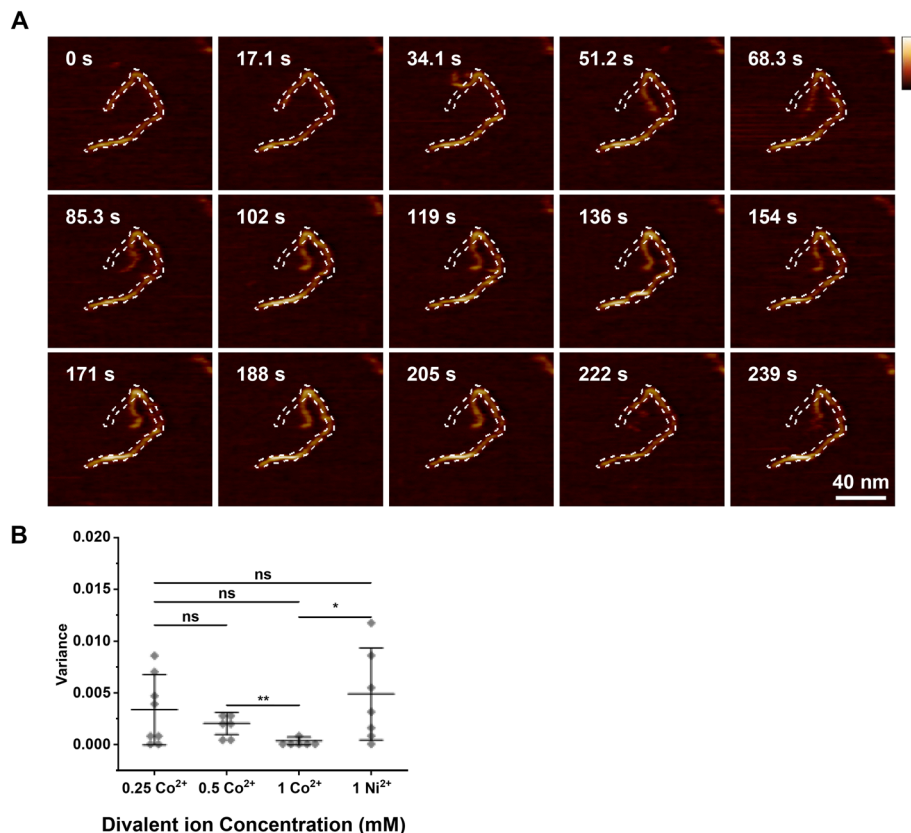 A
0 s
17.1 s
34.1 s
51.2 s
68.3 s
85.3 s
102 s
119 s
136 s
154 s
171 s
188 s
205 s
222 s
239 s
40 nm
B
0.020
0.015
0.010
0.005
0.000
Variance
ns
ns
*
ns
**
0.25 Co²⁺ 0.5 Co²⁺ 1 Co²⁺ 1 Ni²⁺
Divalent ion Concentration (mM)